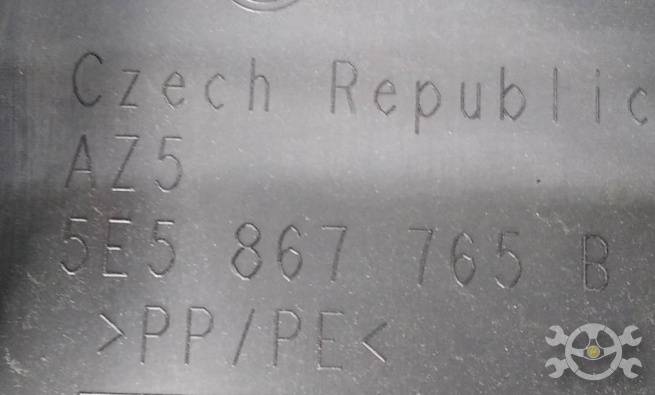 Czech Republic
AZ5
5E5 867 765 B
>PP/PE<